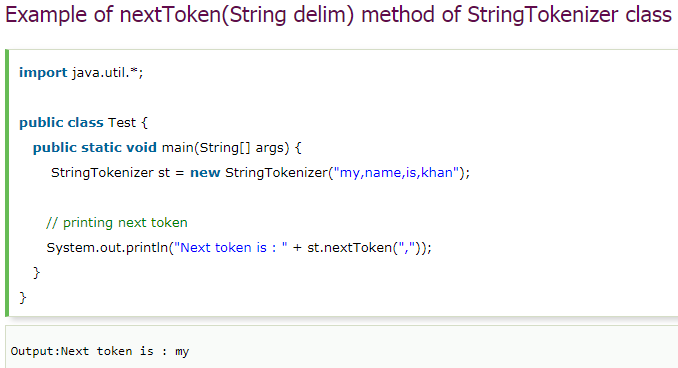 Example of nextToken(String delim) method of StringTokenizer class
import java.util.*;
public class Test {
public static void main(String[] args) {
StringTokenizer st = new StringTokenizer("my,name,is,khan");
// printing next token
System.out.println("Next token is : " + st.nextToken(","));
}
}
Output:Next token is : my